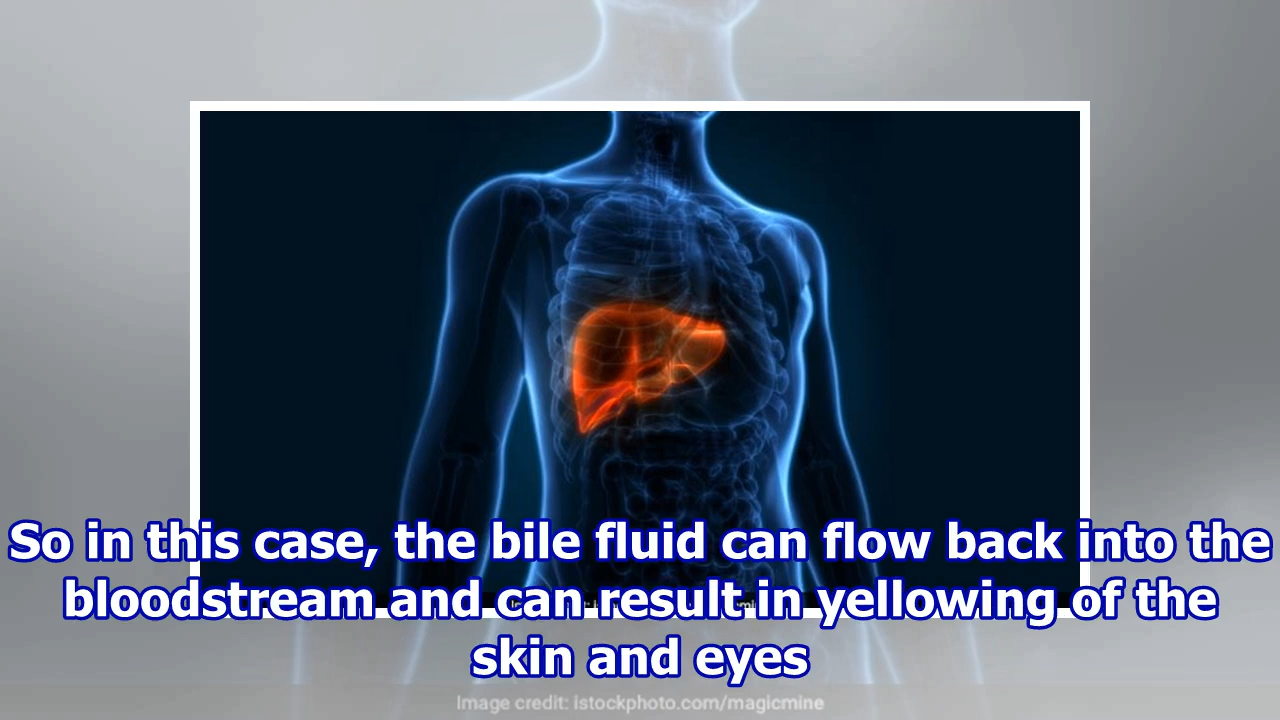 So in this case, the bile fluid can flow back into the
bloodstream and can result in yellowing of the
skin and eyes
Image credit: istockphoto.com/magicmine